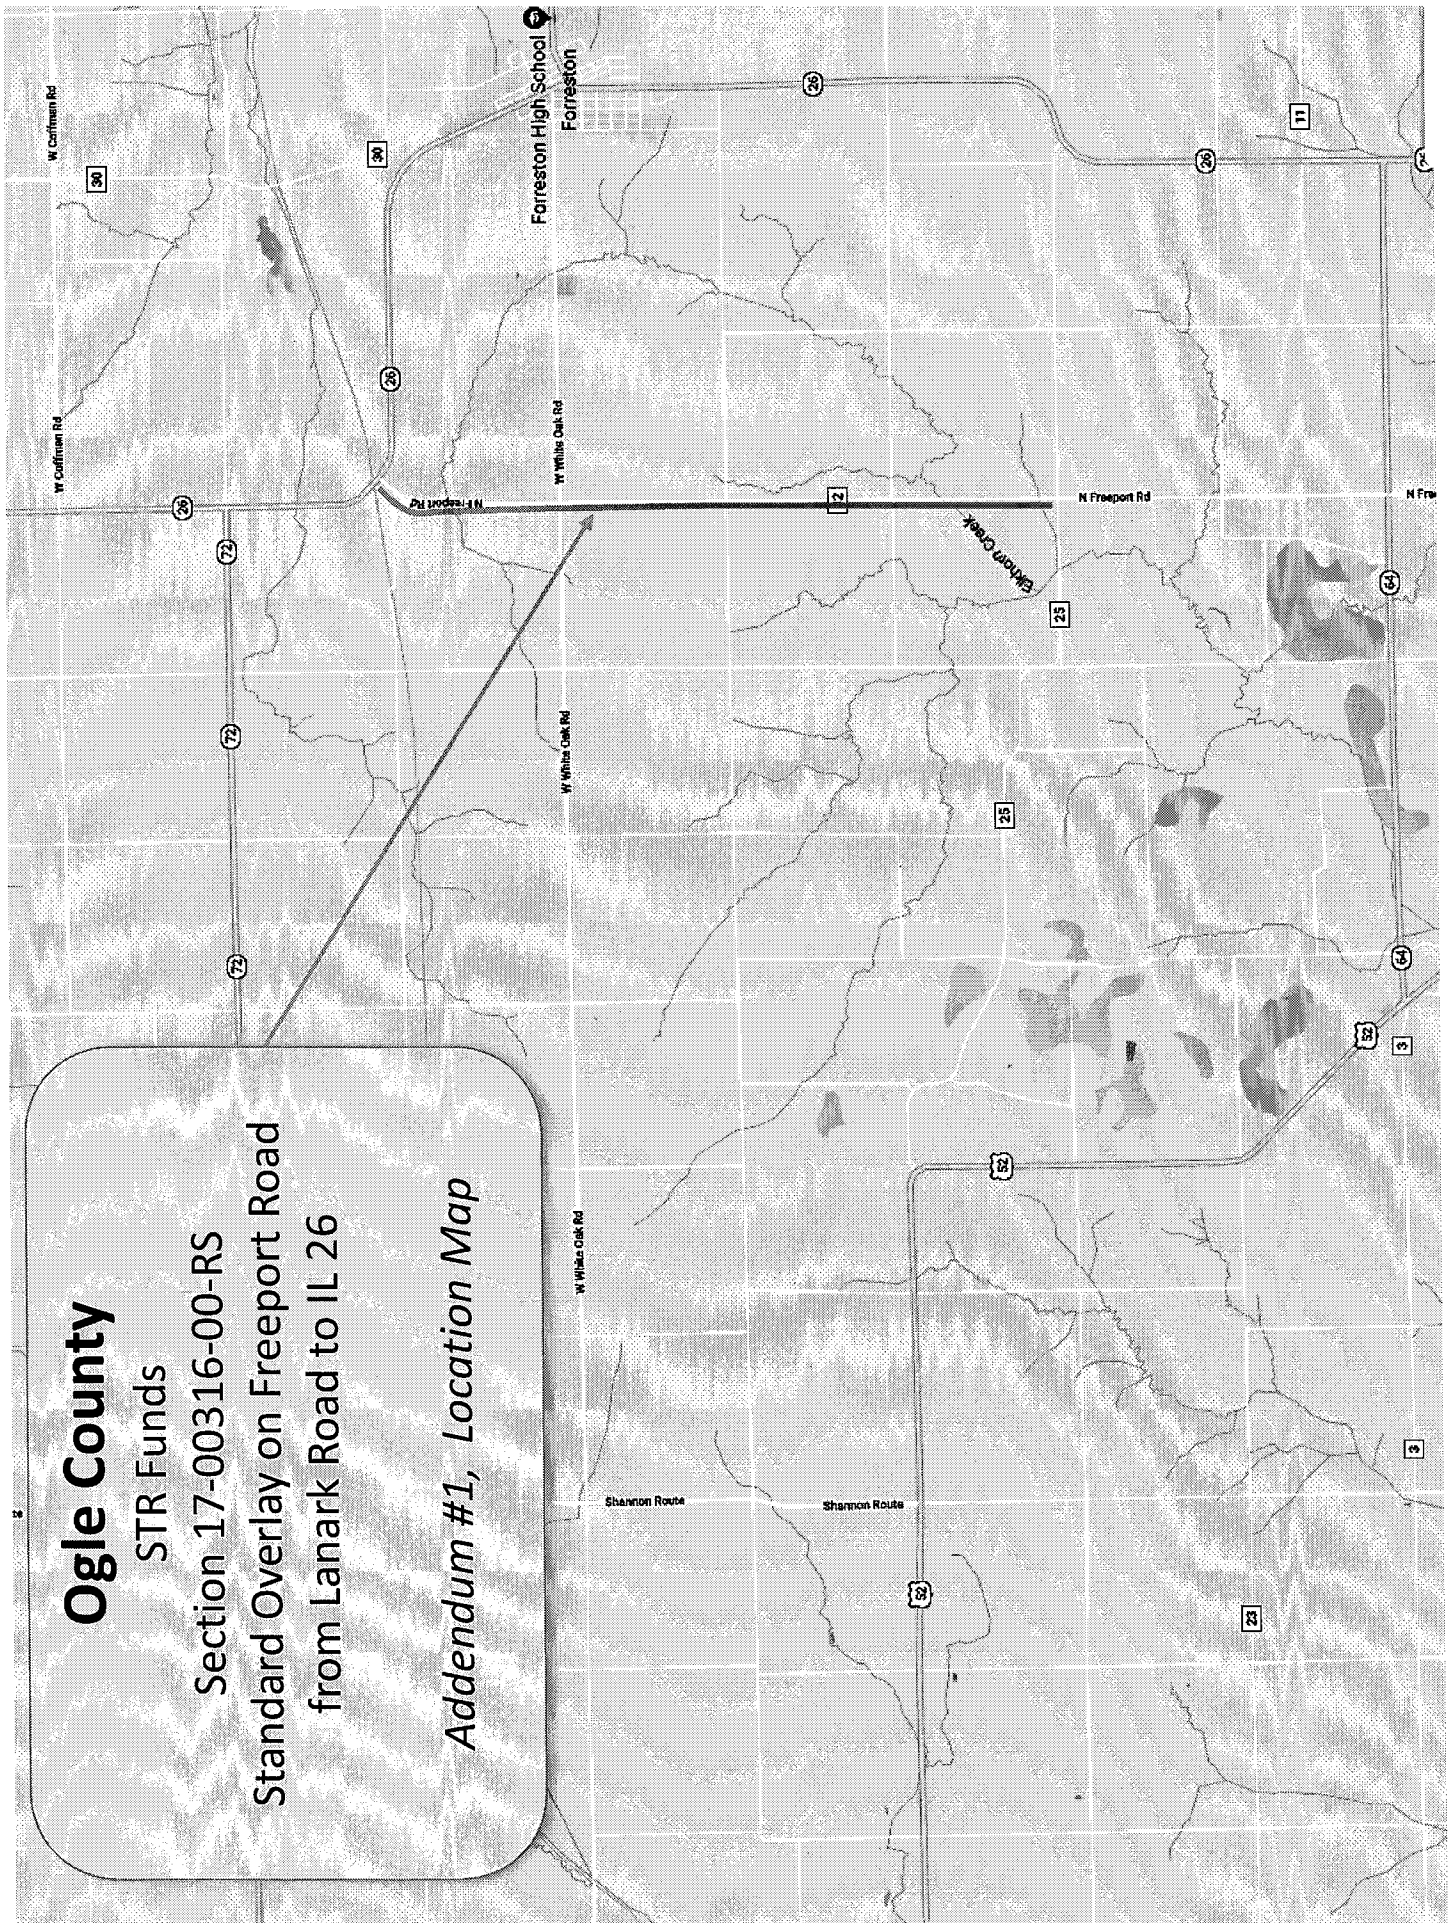 Ogle County
STR Funds
Section 17-00316-00-RS
Standard Overlay on Freeport Road
from Lanark Road to IL 26
Addendum #1, Location Map
W Coffman Rd
W Coffman Rd
30
30
Forreston High School
Forreston
26
26
26
26
11
72
72
72
N Freeport Rd
W White Oak Rd
W White Oak Rd
W White Oak Rd
12
Elkhorn Creek
N Freeport Rd
N Free
25
25
64
64
52
52
52
3
3
23
Shannon Route
Shannon Route